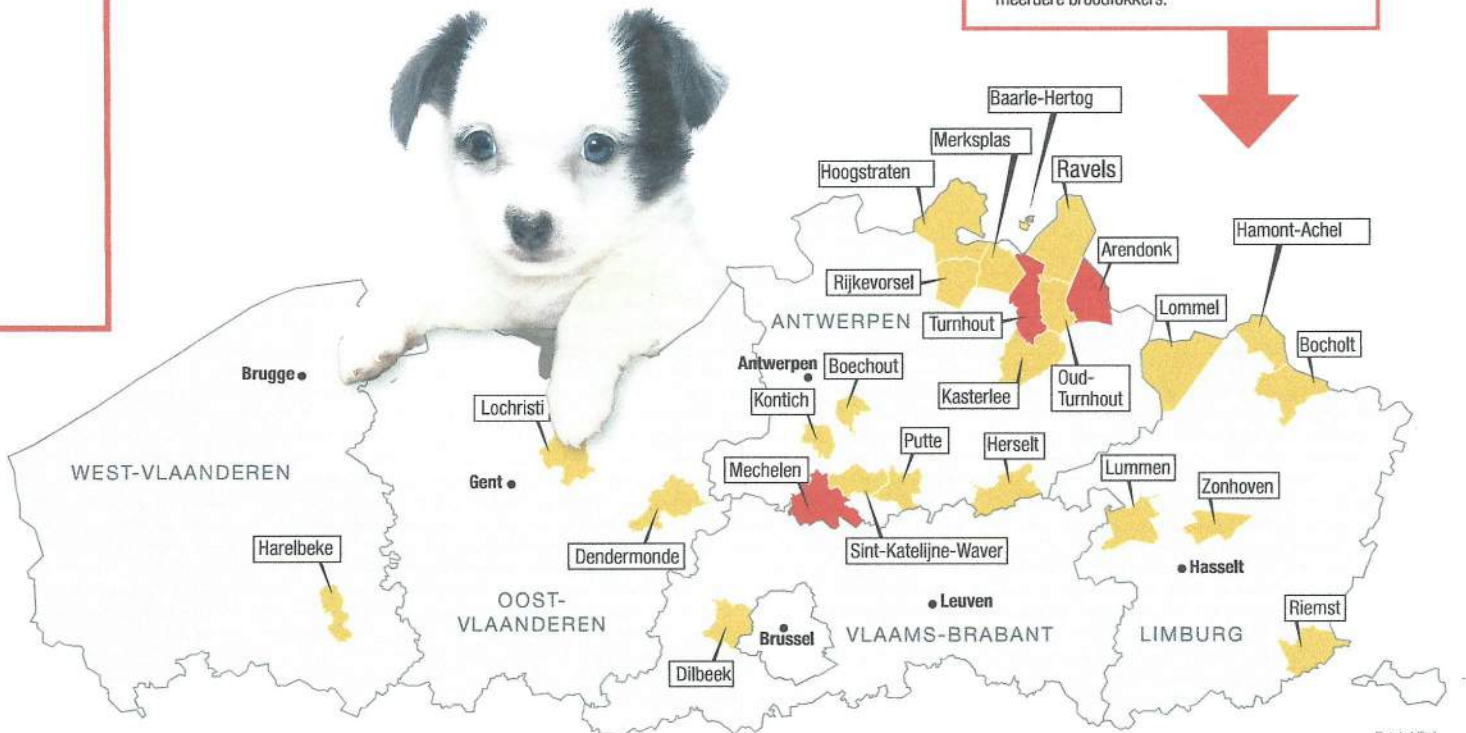 meerdere broodfokkers.
Baarle-Hertog
Merksplas
Hoogstraten
Ravels
Hamont-Achel
Arendonk
Rijkevorsel
Lommel
ANTWERPEN
Turnhout
Bocholt
Antwerpen
Boechout
Brugge
Kasterlee
Oud-
Turnhout
Kontich
Lochristi
Putte
Herselt
Mechelen
Lummen
WEST-VLAANDEREN
Gent
Zonhoven
Harelbeke
Dendermonde
Sint-Katelijne-Waver
Hasselt
OOST-
VLAANDEREN
Leuven
Riemst
Brussel
VLAAMS-BRABANT
LIMBURG
Dilbeek